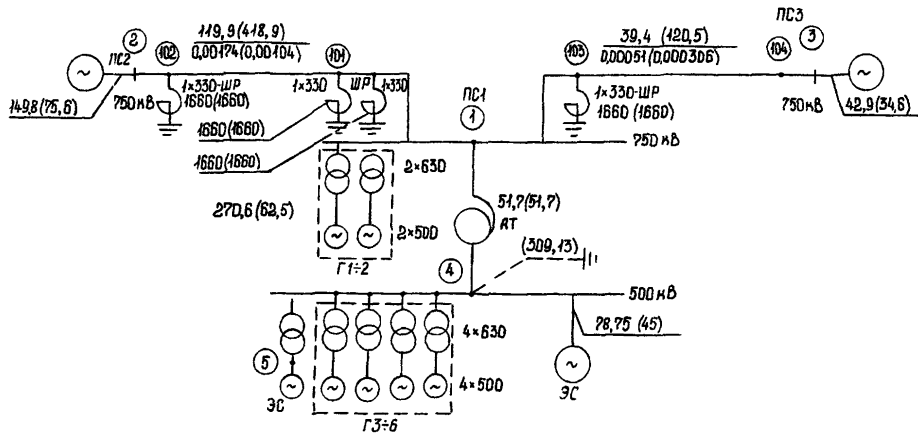 ПС3
119,9 (418,9)
0,00174 (0,00104)
39,4 (120,5)
0,00051 (0,000306)
2
ПС2
102
101
103
104
3
1×330-ШР
1660 (1660)
750 кВ
149,8 (75,6)
1×330
ШР
1×330
1660 (1660)
1660 (1660)
ПС1
1
1×330-ШР
1660 (1660)
750 кВ
42,9 (34,6)
750 кВ
2×630
270,6 (62,5)
2×500
Г1÷2
51,7 (51,7)
АТ
(309,13)
4
500 кВ
78,75 (45)
4×630
5
ЭС
4×500
ЭС
Г3÷6